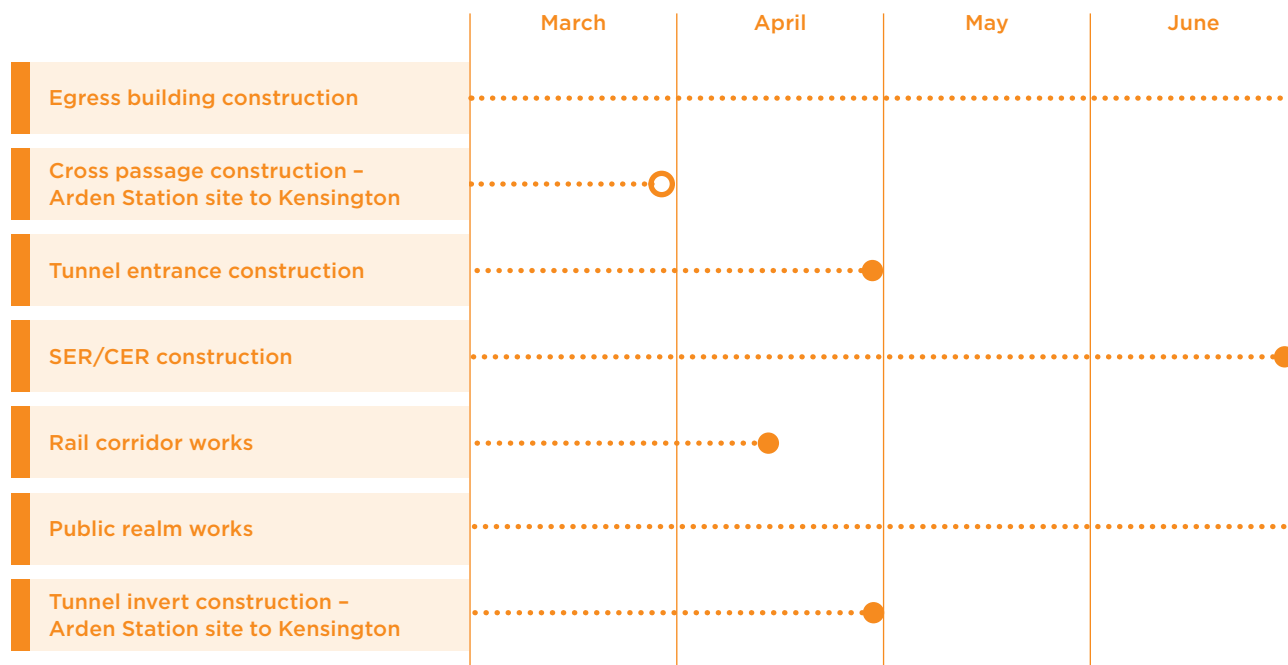 March April May June
Egress building construction
Cross passage construction –
Arden Station site to Kensington
Tunnel entrance construction
SER/CER construction
Rail corridor works
Public realm works
Tunnel invert construction –
Arden Station site to Kensington